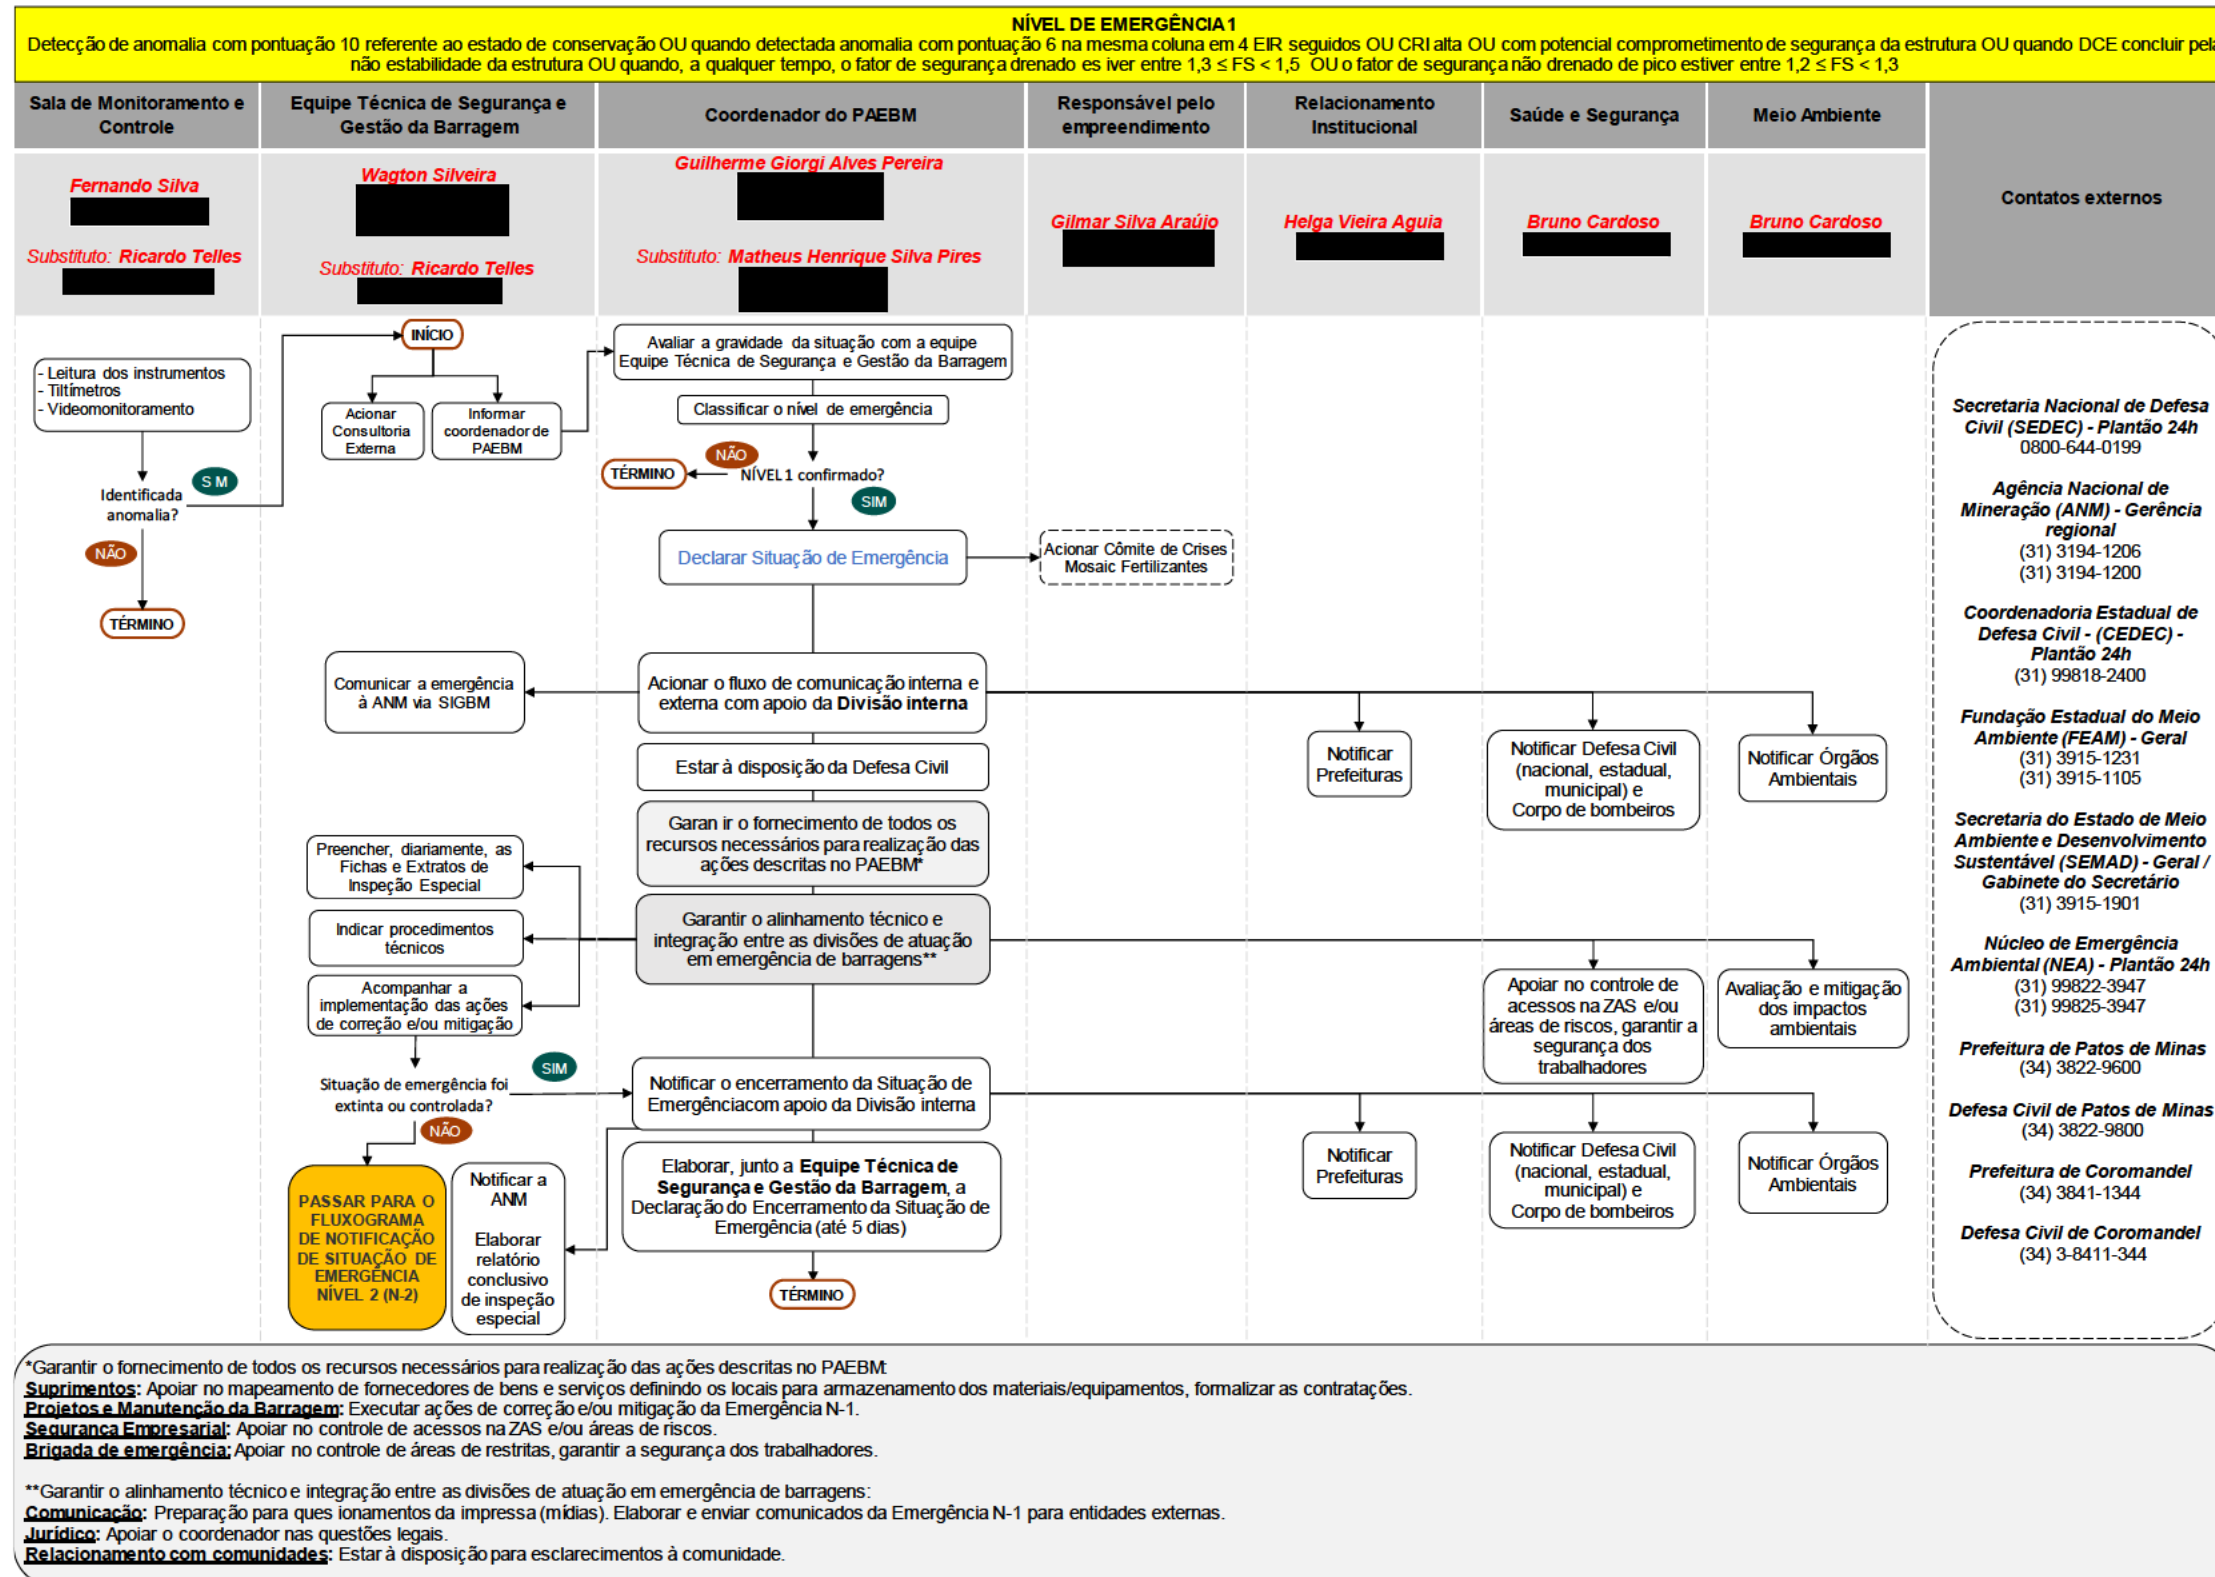 NÍVEL DE EMERGÊNCIA 1
Detecção de anomalia com pontuação 10 referente ao estado de conservação OU quando detectada anomalia com pontuação 6 na mesma coluna em 4 EIR seguidos OU CRI alta OU com potencial comprometimento de segurança da estrutura OU quando DCE concluir pela
não estabilidade da estrutura OU quando, a qualquer tempo, o fator de segurança drenado es iver entre 1,3 ≤ FS < 1,5 OU o fator de segurança não drenado de pico estiver entre 1,2 ≤ FS < 1,3
Sala de Monitoramento e
Controle
Equipe Técnica de Segurança e
Gestão da Barragem
Coordenador do PAEBM
Responsável pelo
empreendimento
Relacionamento
Institucional
Saúde e Segurança
Meio Ambiente
Contatos externos
Fernando Silva
Substituto: Ricardo Telles
Wagton Silveira
Substituto: Ricardo Telles
Guilherme Giorgi Alves Pereira
Substituto: Matheus Henrique Silva Pires
Gilmar Silva Araújo
Helga Vieira Aguia
Bruno Cardoso
Bruno Cardoso
- Leitura dos instrumentos
- Tiltímetros
- Videomonitoramento
Identificada
anomalia?
S M
NÃO
TÉRMINO
INÍCIO
Acionar
Consultoria
Externa
Informar
coordenador de
PAEBM
Avaliar a gravidade da situação com a equipe
Equipe Técnica de Segurança e Gestão da Barragem
Classificar o nível de emergência
NÃO
TÉRMINO
NÍVEL 1 confirmado?
SIM
Declarar Situação de Emergência
Acionar Cômite de Crises
Mosaic Fertilizantes
Comunicar a emergência
à ANM via SIGBM
Acionar o fluxo de comunicação interna e
externa com apoio da Divisão interna
Notificar
Prefeituras
Notificar Defesa Civil
(nacional, estadual,
municipal) e
Corpo de bombeiros
Notificar Órgãos
Ambientais
Estar à disposição da Defesa Civil
Garan ir o fornecimento de todos os
recursos necessários para realização das
ações descritas no PAEBM*
Preencher, diariamente, as
Fichas e Extratos de
Inspeção Especial
Indicar procedimentos
técnicos
Acompanhar a
implementação das ações
de correção e/ou mitigação
Garantir o alinhamento técnico e
integração entre as divisões de atuação
em emergência de barragens**
Apoiar no controle de
acessos na ZAS e/ou
áreas de riscos, garantir a
segurança dos
trabalhadores
Avaliação e mitigação
dos impactos
ambientais
Situação de emergência foi
extinta ou controlada?
SIM
NÃO
Notificar o encerramento da Situação de
Emergênciacom apoio da Divisão interna
PASSAR PARA O
FLUXOGRAMA
DE NOTIFICAÇÃO
DE SITUAÇÃO DE
EMERGÊNCIA
NÍVEL 2 (N-2)
Notificar a
ANM
Elaborar
relatório
conclusivo
de inspeção
especial
Elaborar, junto a Equipe Técnica de
Segurança e Gestão da Barragem, a
Declaração do Encerramento da Situação de
Emergência (até 5 dias)
TÉRMINO
Notificar
Prefeituras
Notificar Defesa Civil
(nacional, estadual,
municipal) e
Corpo de bombeiros
Notificar Órgãos
Ambientais
Secretaria Nacional de Defesa
Civil (SEDEC) - Plantão 24h
0800-644-0199
Agência Nacional de
Mineração (ANM) - Gerência
regional
(31) 3194-1206
(31) 3194-1200
Coordenadoria Estadual de
Defesa Civil - (CEDEC) -
Plantão 24h
(31) 99818-2400
Fundação Estadual do Meio
Ambiente (FEAM) - Geral
(31) 3915-1231
(31) 3915-1105
Secretaria do Estado de Meio
Ambiente e Desenvolvimento
Sustentável (SEMAD) - Geral /
Gabinete do Secretário
(31) 3915-1901
Núcleo de Emergência
Ambiental (NEA) - Plantão 24h
(31) 99822-3947
(31) 99825-3947
Prefeitura de Patos de Minas
(34) 3822-9600
Defesa Civil de Patos de Minas
(34) 3822-9800
Prefeitura de Coromandel
(34) 3841-1344
Defesa Civil de Coromandel
(34) 3-8411-344
*Garantir o fornecimento de todos os recursos necessários para realização das ações descritas no PAEBM:
Suprimentos: Apoiar no mapeamento de fornecedores de bens e serviços definindo os locais para armazenamento dos materiais/equipamentos, formalizar as contratações.
Projetos e Manutenção da Barragem: Executar ações de correção e/ou mitigação da Emergência N-1.
Segurança Empresarial: Apoiar no controle de acessos na ZAS e/ou áreas de riscos.
Brigada de emergência: Apoiar no controle de áreas de restritas, garantir a segurança dos trabalhadores.
**Garantir o alinhamento técnico e integração entre as divisões de atuação em emergência de barragens:
Comunicação: Preparação para ques ionamentos da impressa (mídias). Elaborar e enviar comunicados da Emergência N-1 para entidades externas.
Jurídico: Apoiar o coordenador nas questões legais.
Relacionamento com comunidades: Estar à disposição para esclarecimentos à comunidade.